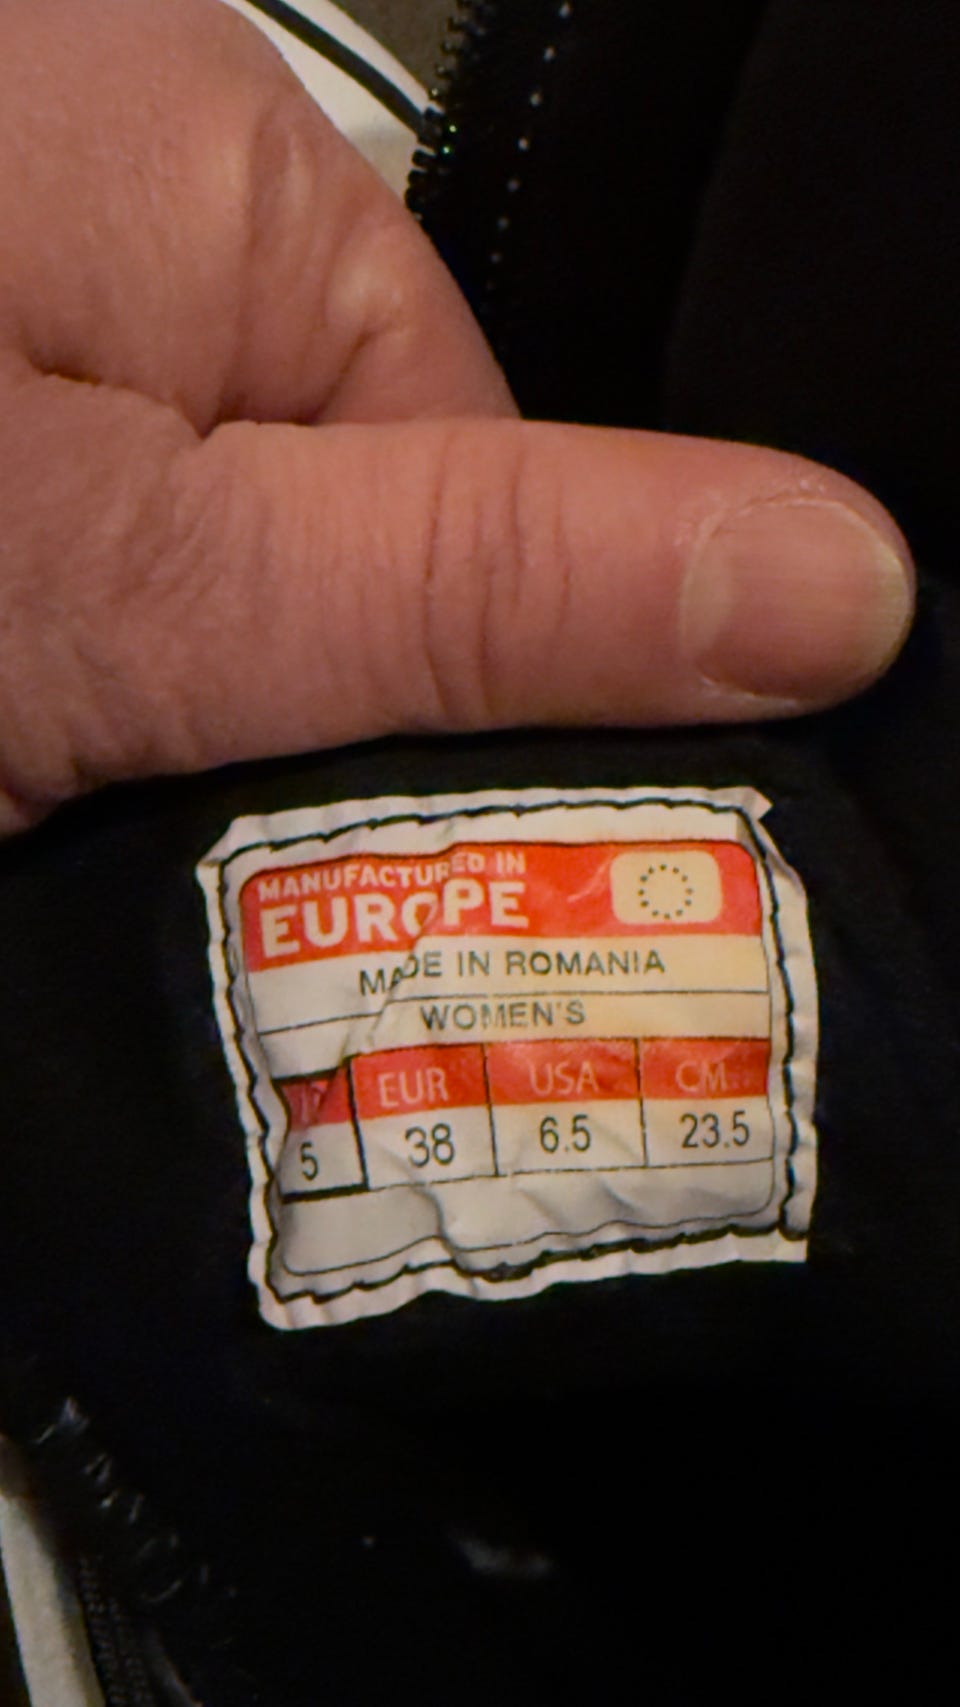 MANUFACTURED IN
EUROPE
MADE IN ROMANIA
WOMEN'S
EUR USA CM
5 38 6.5 23.5